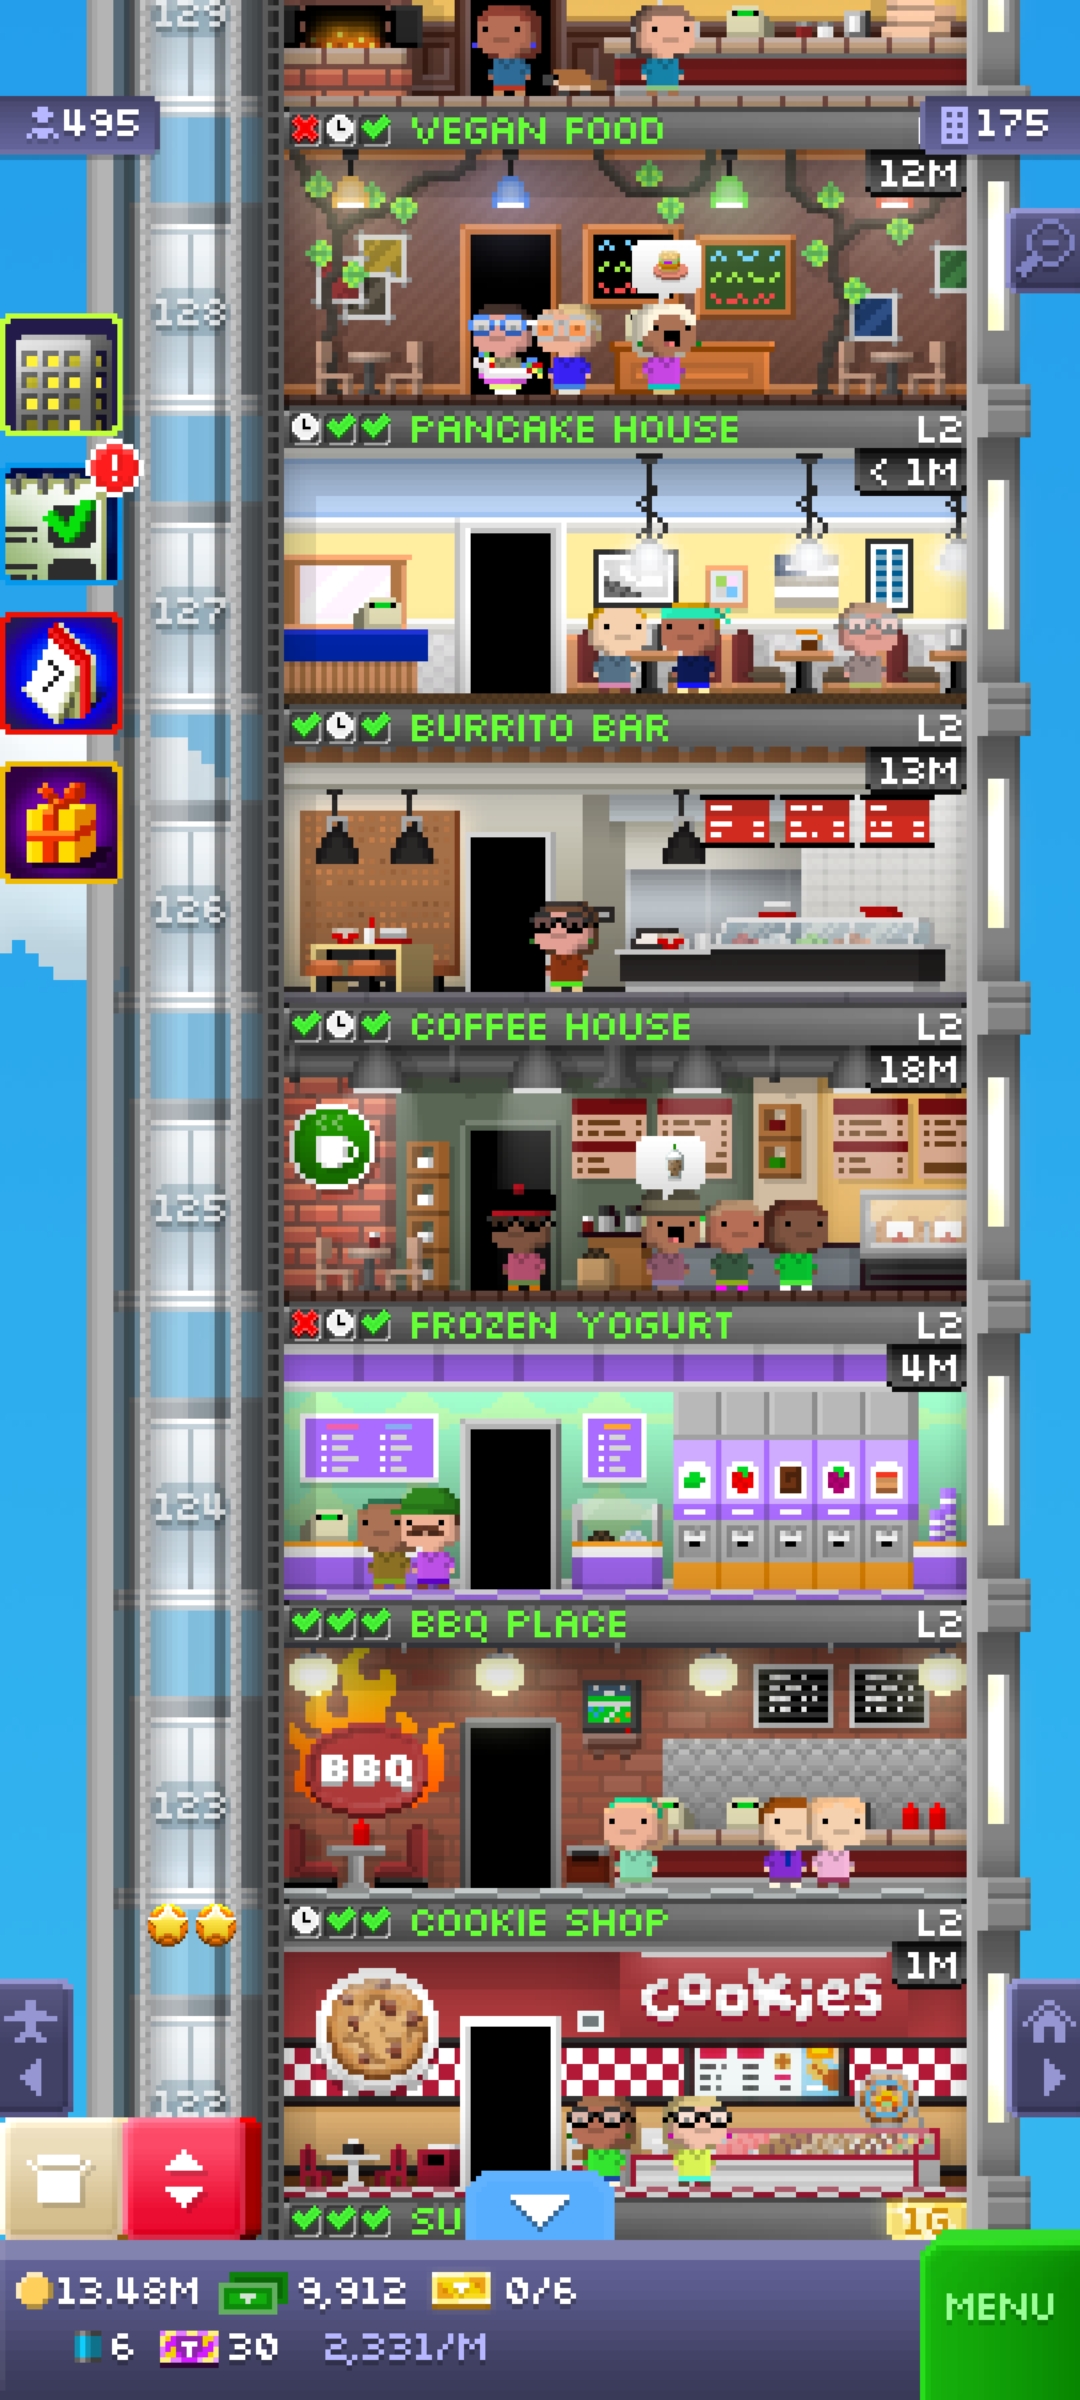 129
495
VEGAN FOOD
175
12M
128
PANCAKE HOUSE L2
< 1M
127
BURRITO BAR L2
13M
126
COFFEE HOUSE L2
18M
125
FROZEN YOGURT L2
4M
124
BBQ PLACE L2
BBQ
123
COOKIE SHOP L2
1M
cookies
122
SU
1G
13.48M 9,912 0/6
6 T 30 2,331/M
MENU